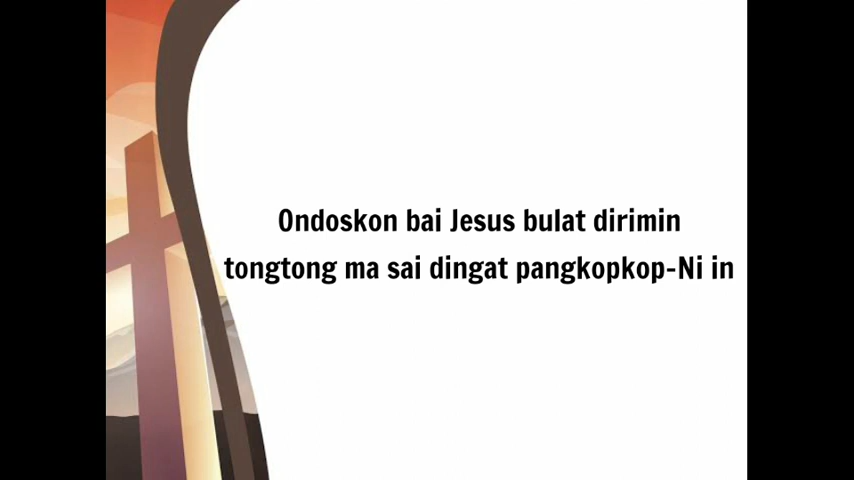 Ondoskon bai Jesus bulat dirimin
tongtong ma sai dingat pangkopkop-Ni in